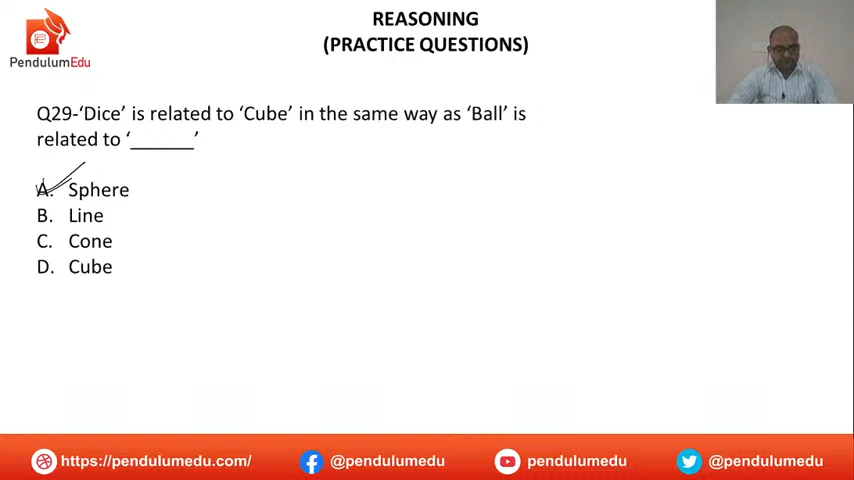 REASONING
(PRACTICE QUESTIONS)
PendulumEdu
Q29-‘Dice’ is related to ‘Cube’ in the same way as ‘Ball’ is
related to ‘______’
A. Sphere
B. Line
C. Cone
D. Cube
https://pendulumedu.com/ @pendulumedu pendulumedu @pendulumedu